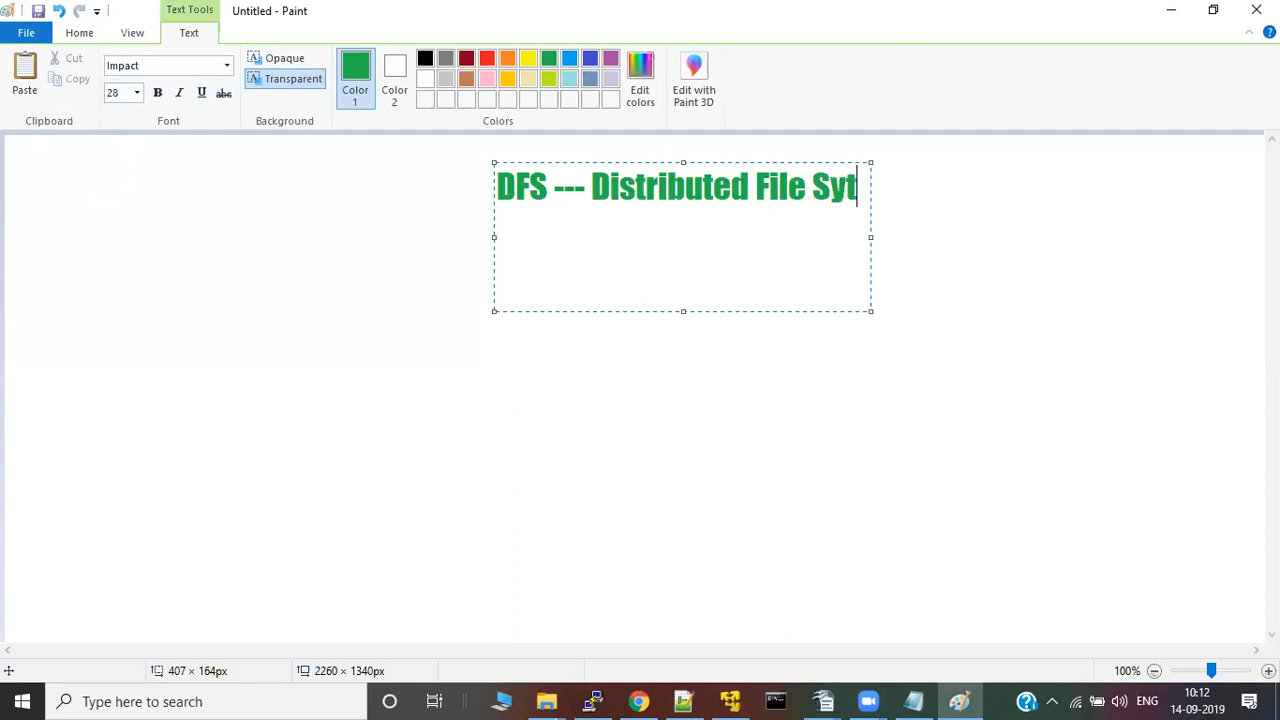 Text Tools
Untitled - Paint
File
Home
View
Text
Paste
Cut
Copy
Clipboard
Impact
28
B I U abc
Font
Opaque
Transparent
Background
Color 1
Color 2
Edit colors
Colors
Edit with Paint 3D
DFS --- Distributed File Syt
407 × 164px
2260 × 1340px
100%
Type here to search
ENG
10:12
14-09-2019